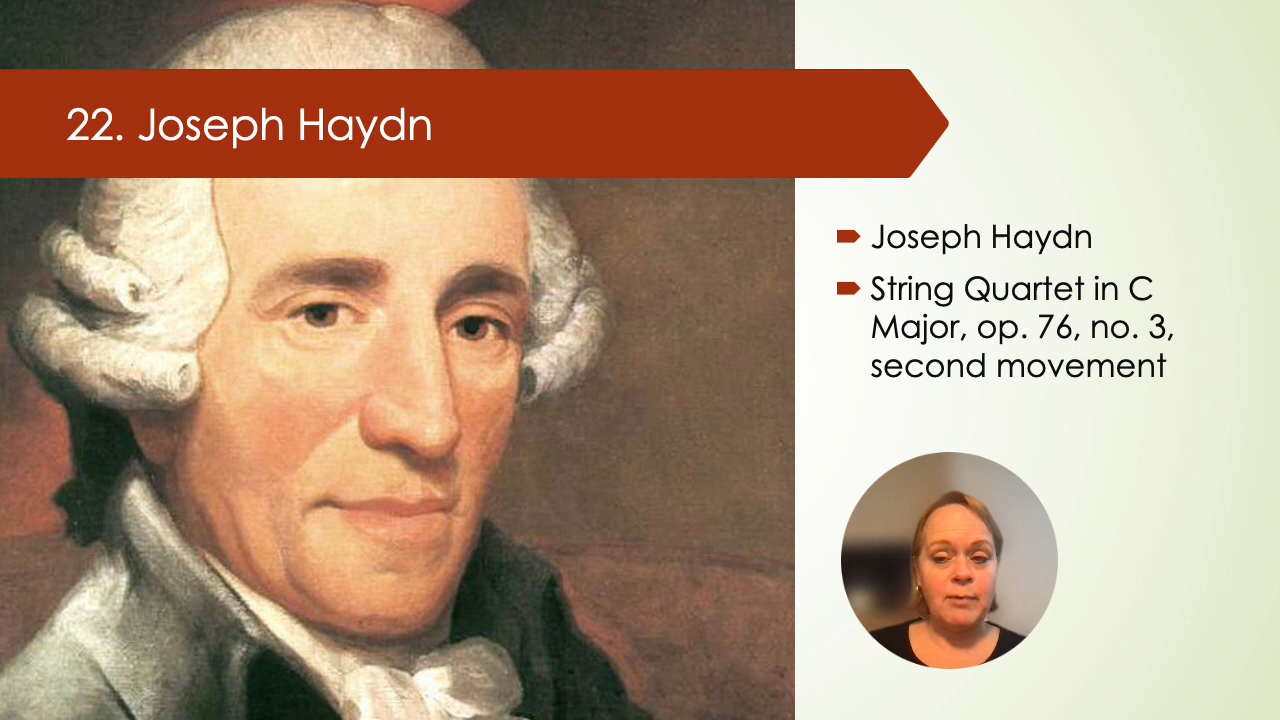 22. Joseph Haydn
Joseph Haydn
String Quartet in C
Major, op. 76, no. 3,
second movement